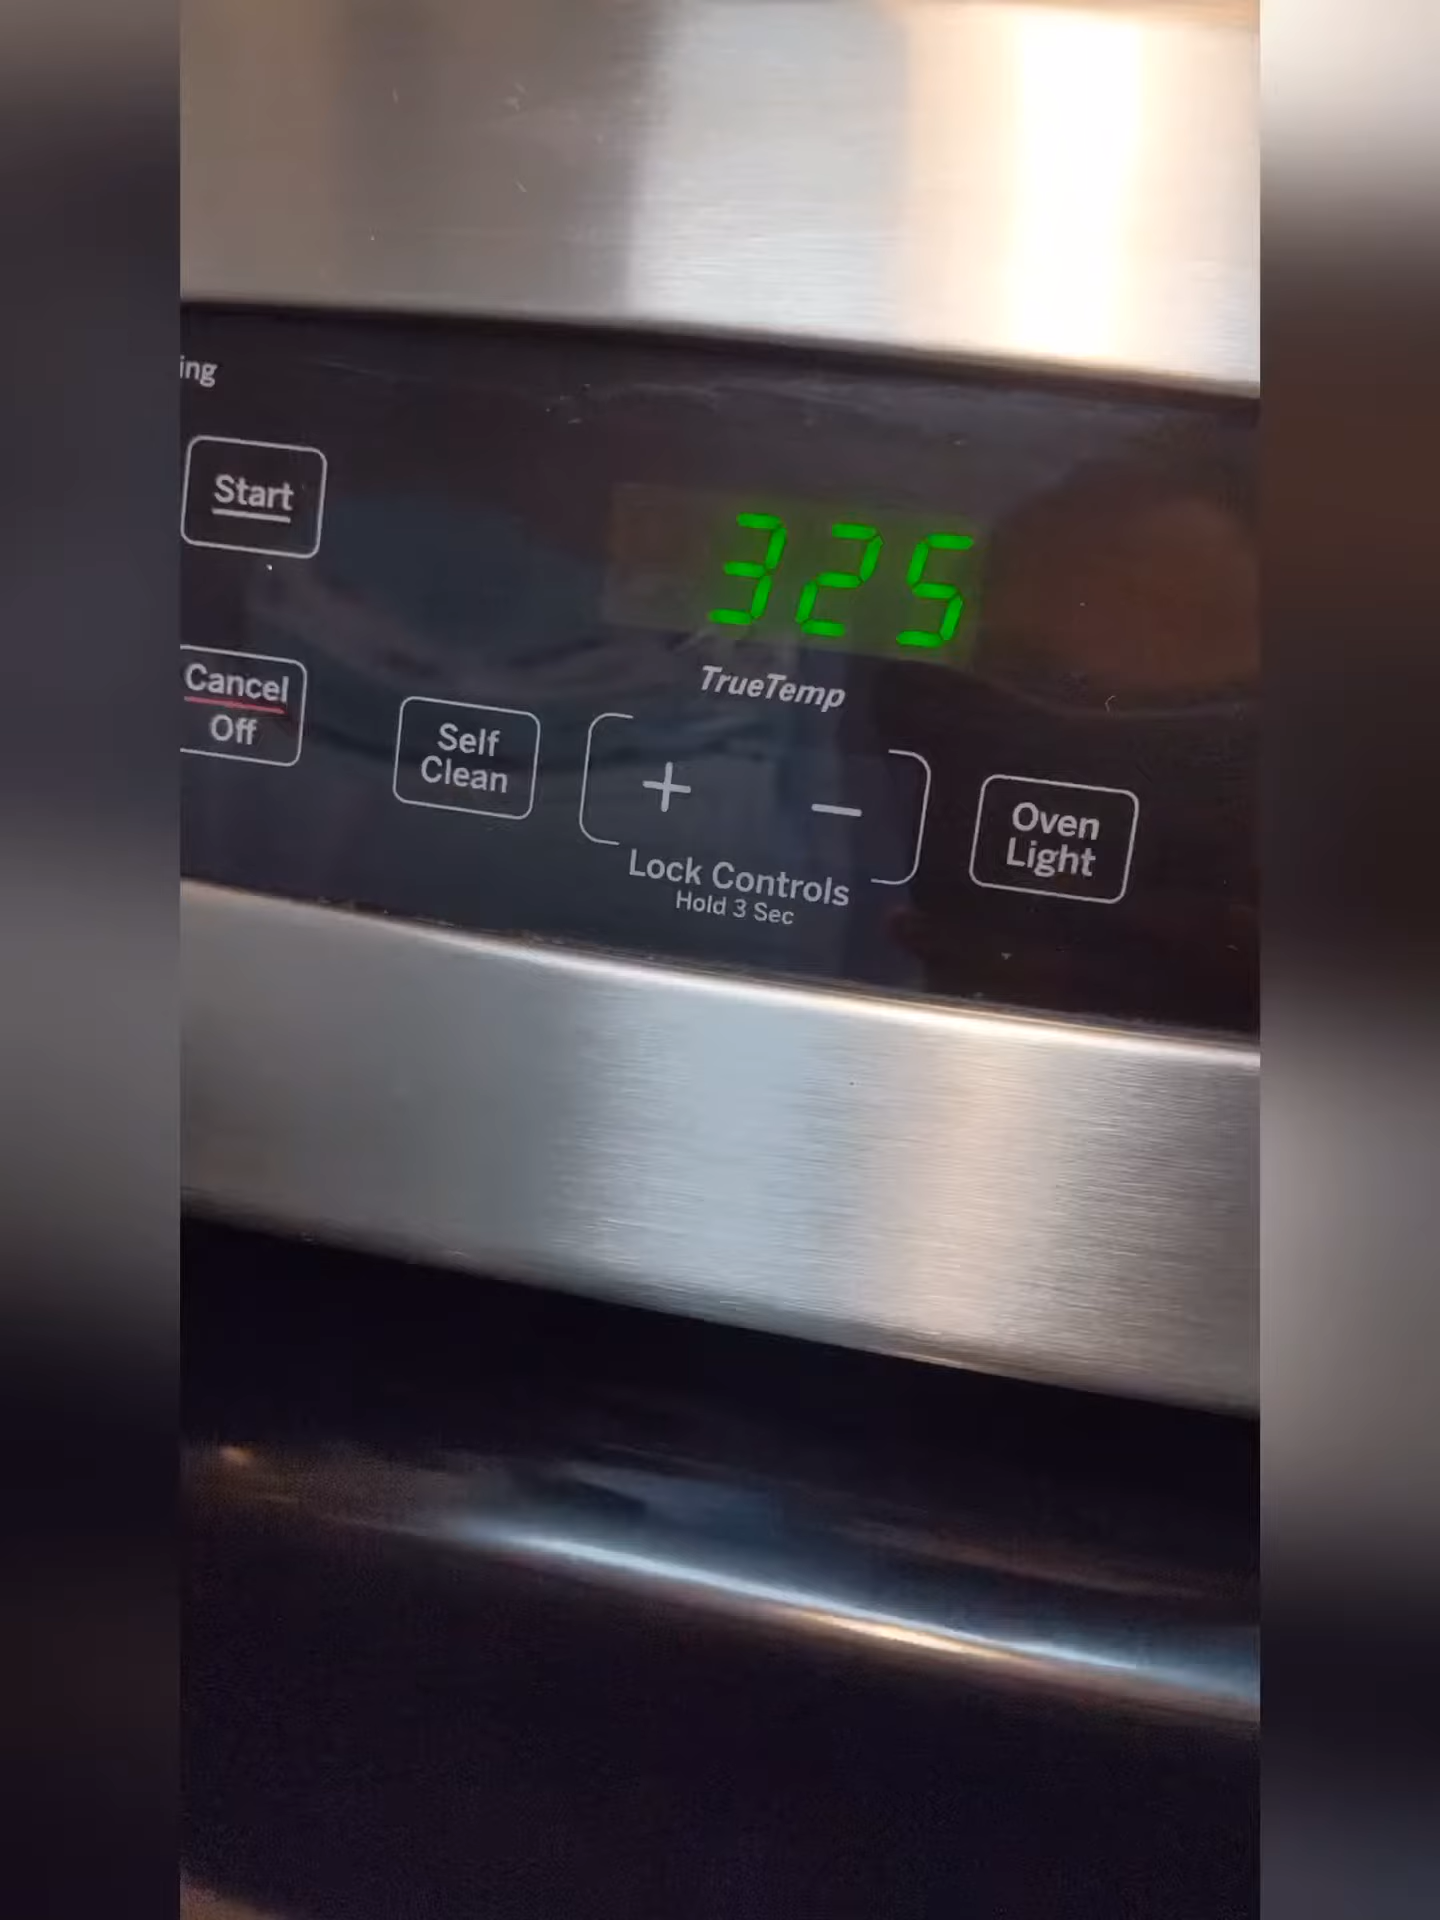 ing
Start
325
TrueTemp
Cancel
Off
Self
Clean
+
−
Oven
Light
Lock Controls
Hold 3 Sec